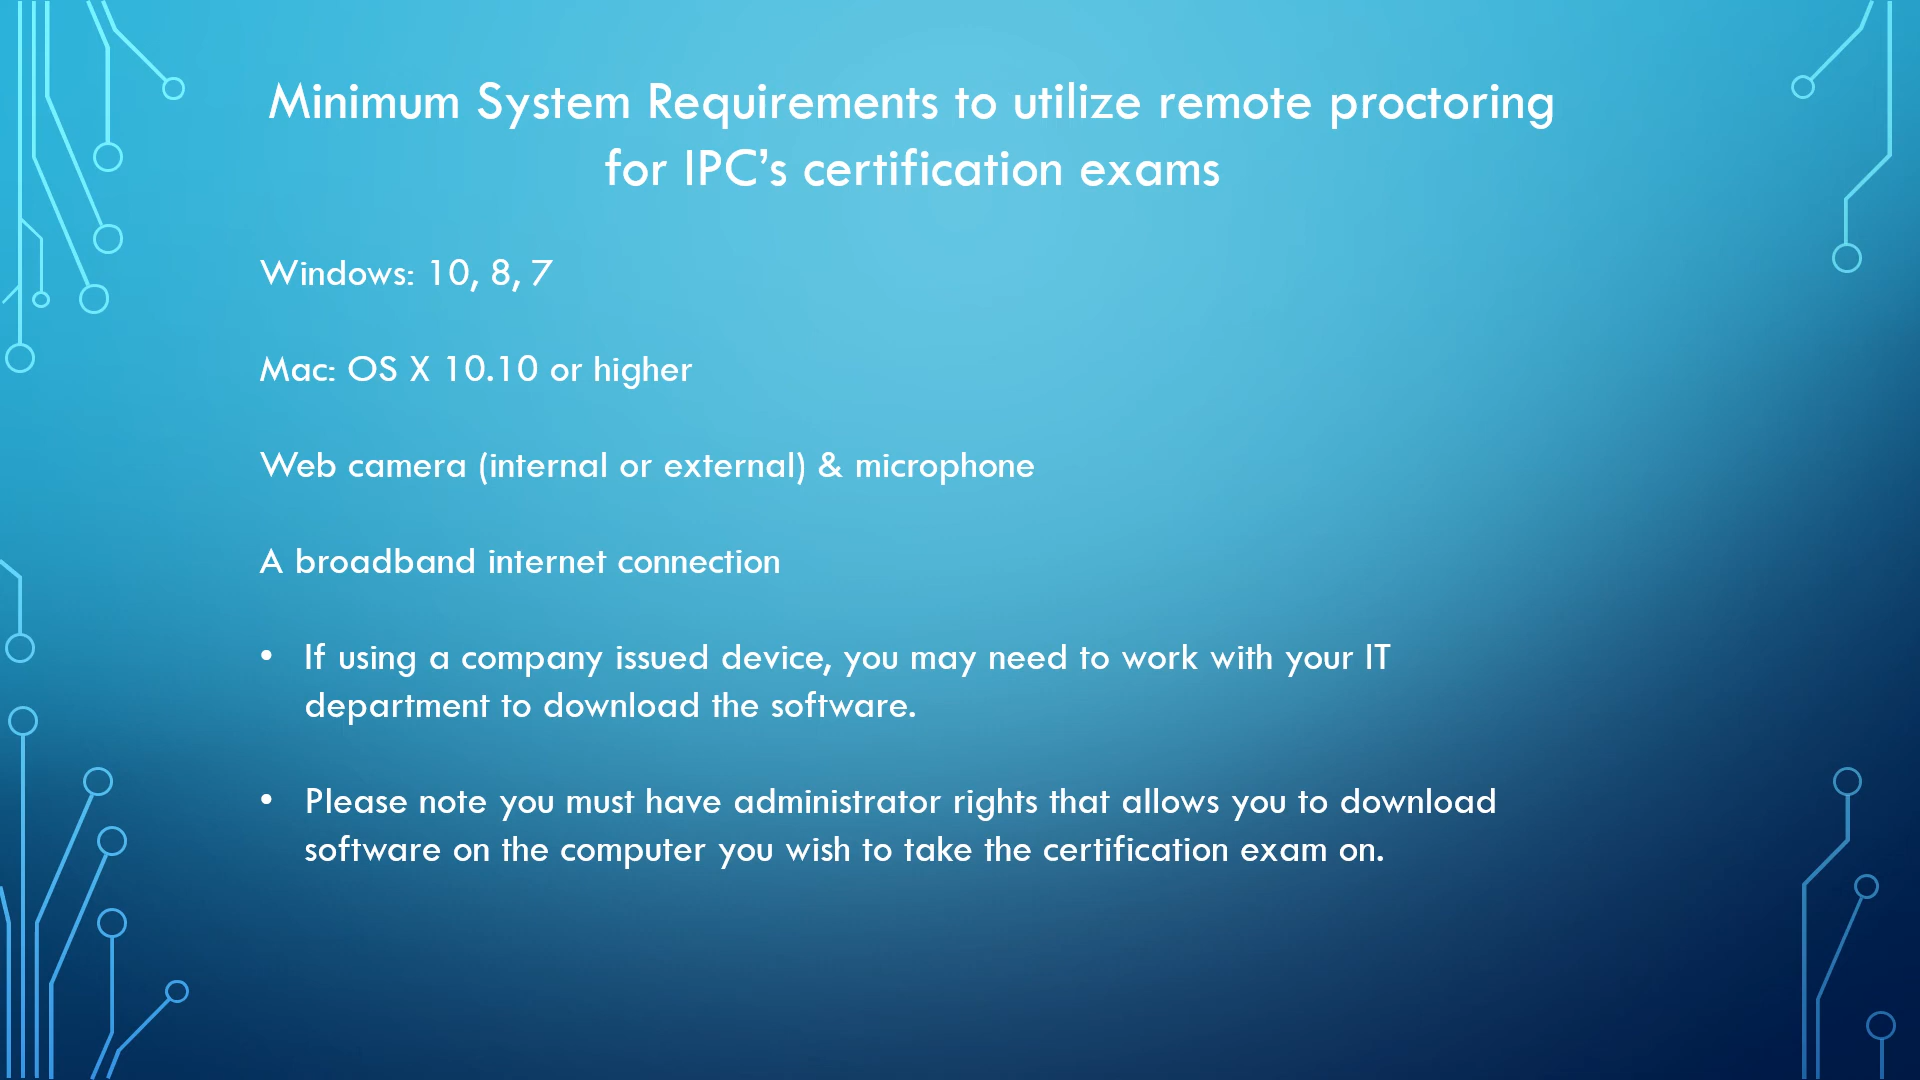 Minimum System Requirements to utilize remote proctoring
for IPC’s certification exams
Windows: 10, 8, 7
Mac: OS X 10.10 or higher
Web camera (internal or external) & microphone
A broadband internet connection
• If using a company issued device, you may need to work with your IT
department to download the software.
• Please note you must have administrator rights that allows you to download
software on the computer you wish to take the certification exam on.